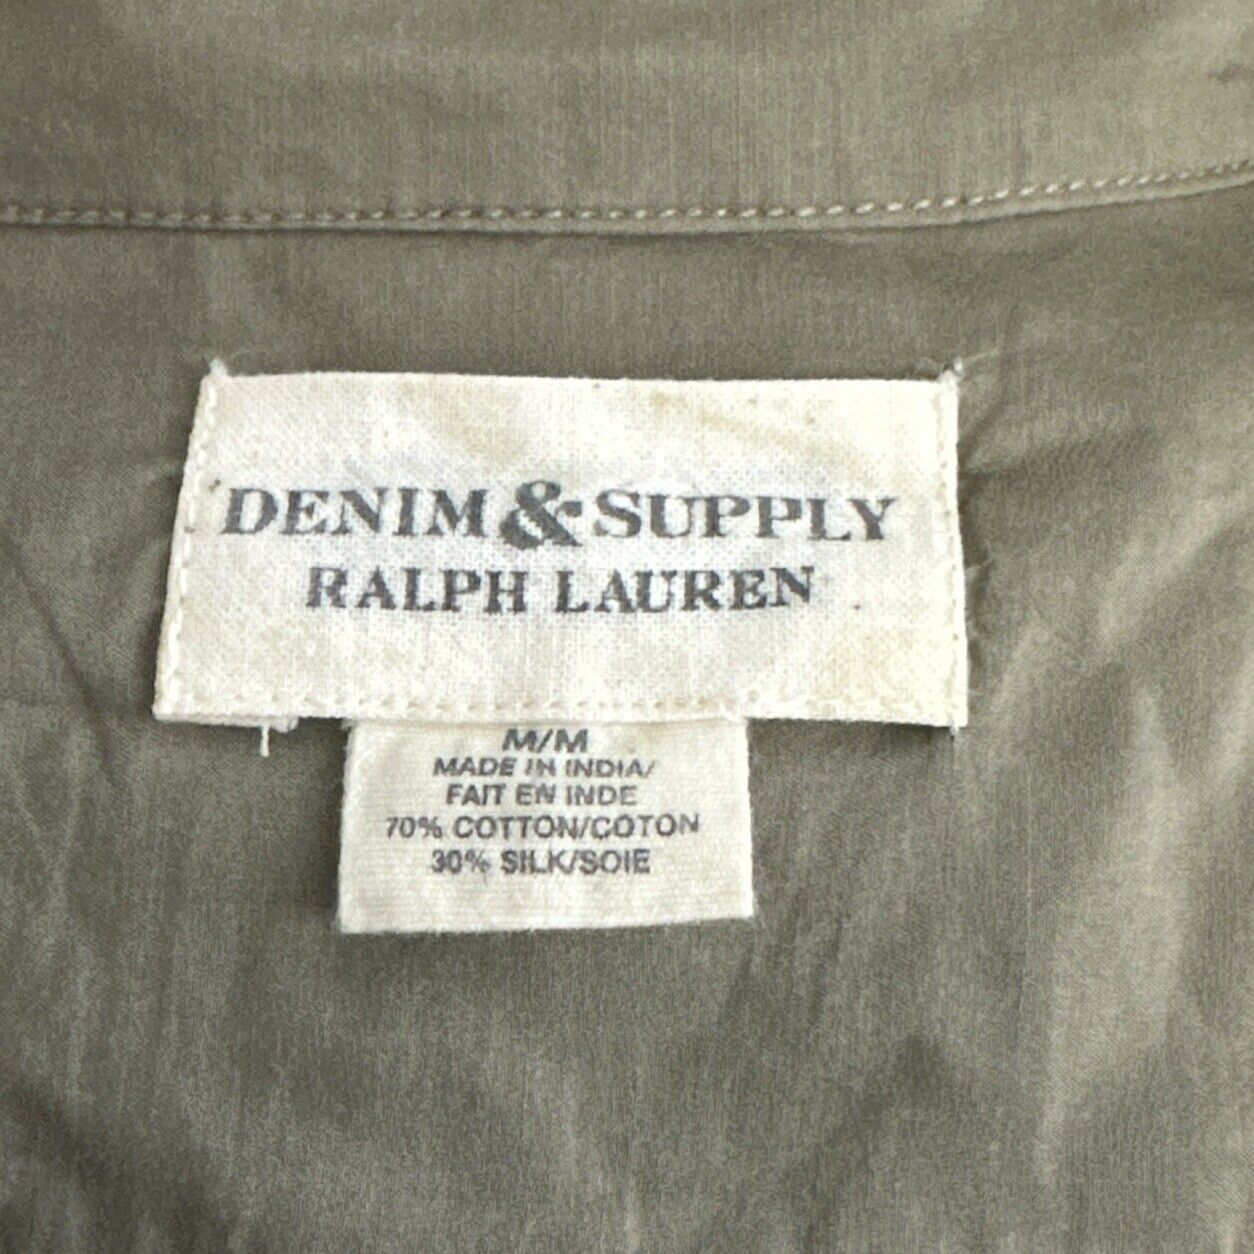 DENIM & SUPPLY
RALPH LAUREN
M/M
MADE IN INDIA/
FAIT EN INDE
70% COTTON/COTON
30% SILK/SOIE